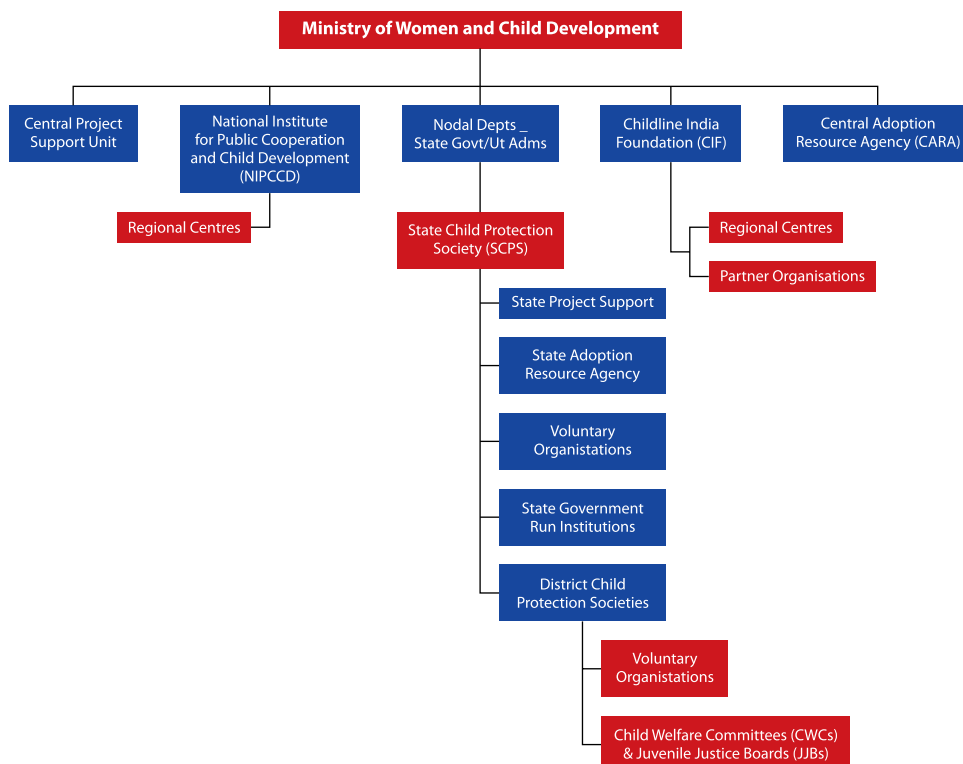 Ministry of Women and Child Development
Central Project
Support Unit
National Institute
for Public Cooperation
and Child Development
(NIPCCD)
Nodal Depts _
State Govt/Ut Adms
Childline India
Foundation (CIF)
Central Adoption
Resource Agency (CARA)
Regional Centres
State Child Protection
Society (SCPS)
Regional Centres
Partner Organisations
State Project Support
State Adoption
Resource Agency
Voluntary
Organistations
State Government
Run Institutions
District Child
Protection Societies
Voluntary
Organistations
Child Welfare Committees (CWCs)
& Juvenile Justice Boards (JJBs)